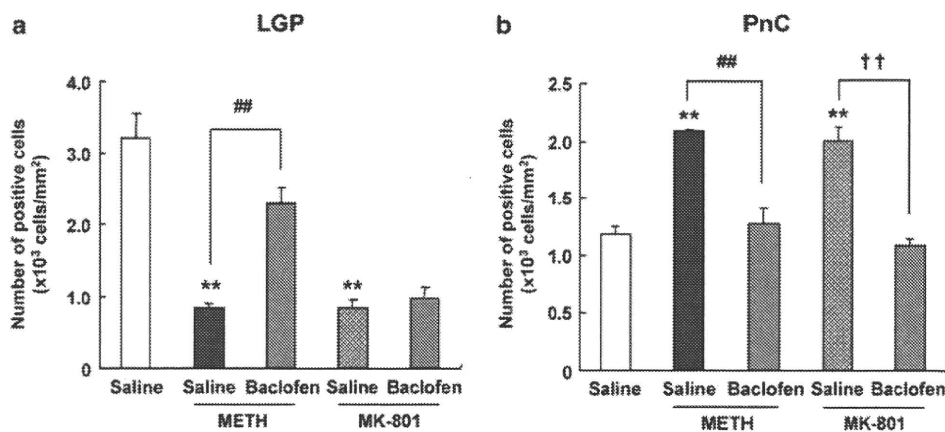 a
LGP
Number of positive cells
(x10³ cells/mm²)
4.0
3.0
2.0
1.0
0
##
**
**
Saline
Saline
Baclofen
Saline
Baclofen
METH
MK-801
b
PnC
Number of positive cells
(x10³ cells/mm²)
2.5
2.0
1.5
1.0
0.5
0
##
† †
**
**
Saline
Saline
Baclofen
Saline
Baclofen
METH
MK-801